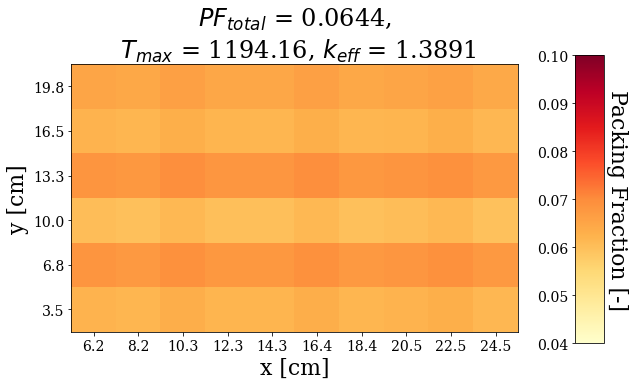 PF_total = 0.0644,
T_max = 1194.16, k_eff = 1.3891
19.8
16.5
13.3
10.0
6.8
3.5
y [cm]
6.2 8.2 10.3 12.3 14.3 16.4 18.4 20.5 22.5 24.5
x [cm]
0.10
0.09
0.08
0.07
0.06
0.05
0.04
Packing Fraction [-]